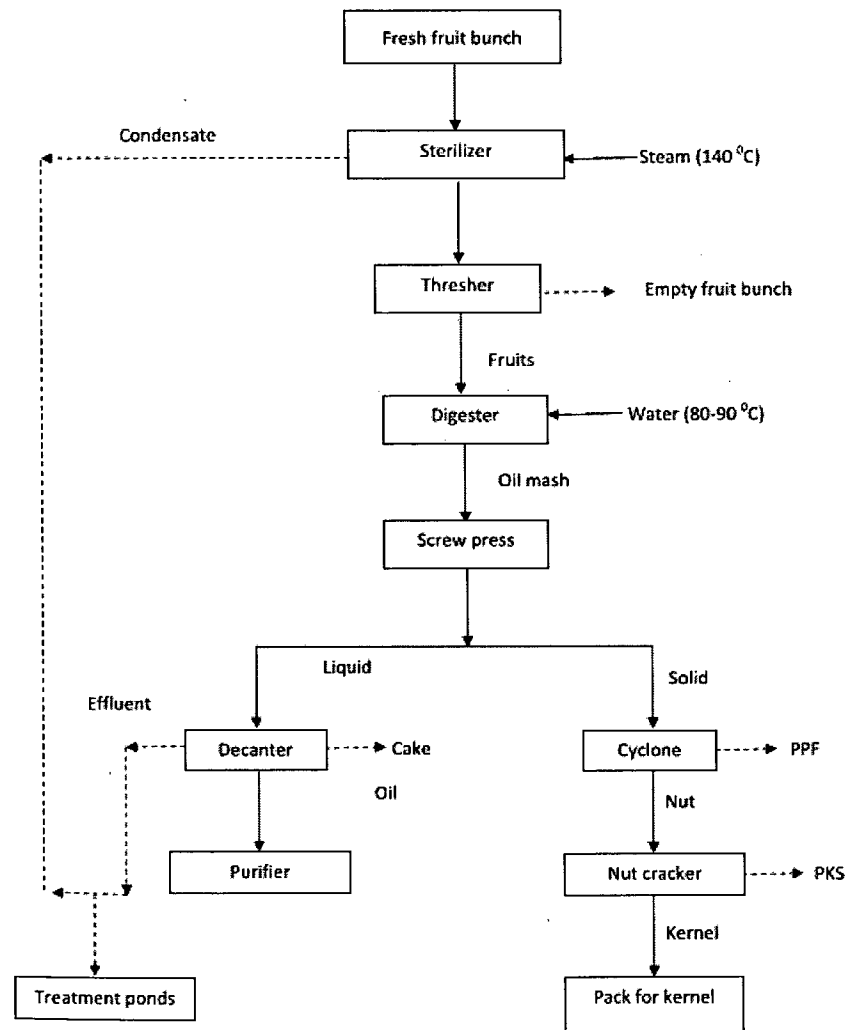 Fresh fruit bunch
Condensate
Sterilizer
Steam (140 ⁰C)
Thresher
Empty fruit bunch
Fruits
Digester
Water (80-90 ⁰C)
Oil mash
Screw press
Liquid
Solid
Effluent
Decanter
Cake
Cyclone
PPF
Oil
Nut
Purifier
Nut cracker
PKS
Kernel
Treatment ponds
Pack for kernel